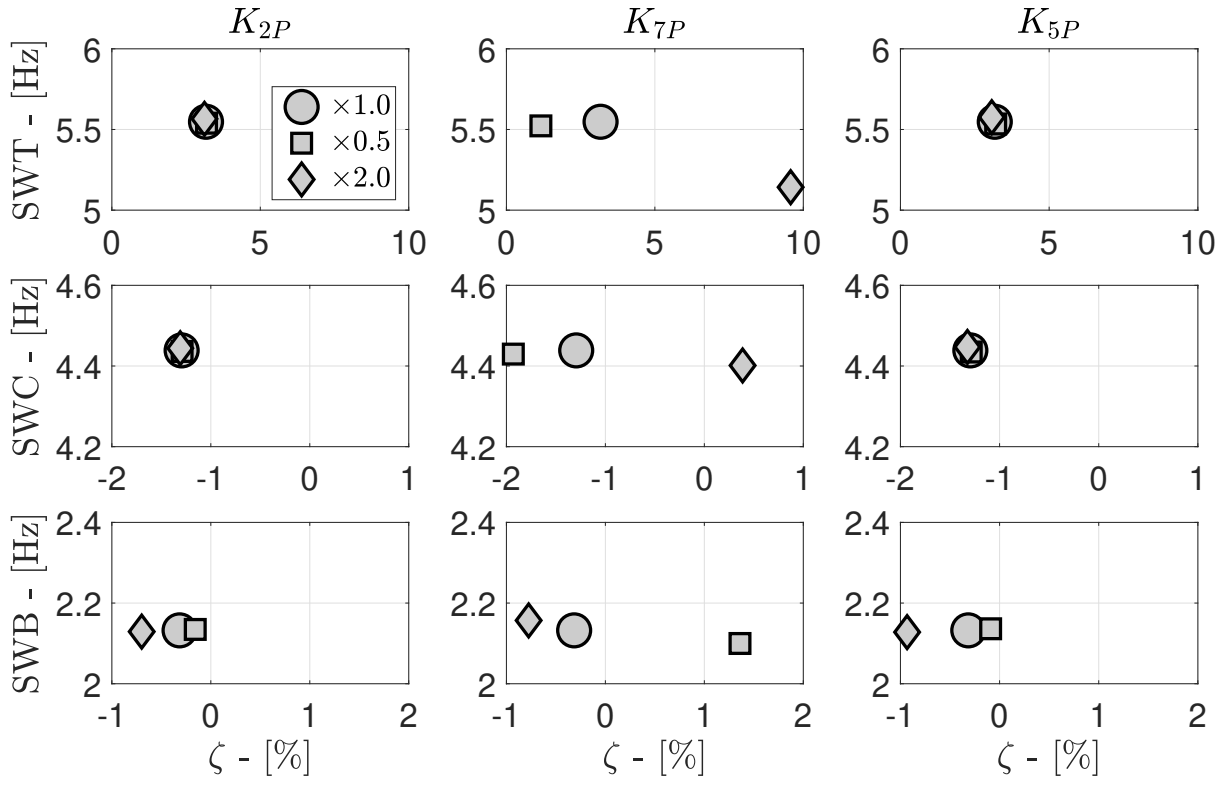 K2P K7P K5P
SWT - [Hz]
6 6 6
5.5 5.5 5.5
5 5 5
×1.0
×0.5
×2.0
0 5 10 0 5 10 0 5 10
SWC - [Hz]
4.6 4.6 4.6
4.4 4.4 4.4
4.2 4.2 4.2
-2 -1 0 1 -2 -1 0 1 -2 -1 0 1
SWB - [Hz]
2.4 2.4 2.4
2.2 2.2 2.2
2 2 2
-1 0 1 2 -1 0 1 2 -1 0 1 2
ζ - [%] ζ - [%] ζ - [%]